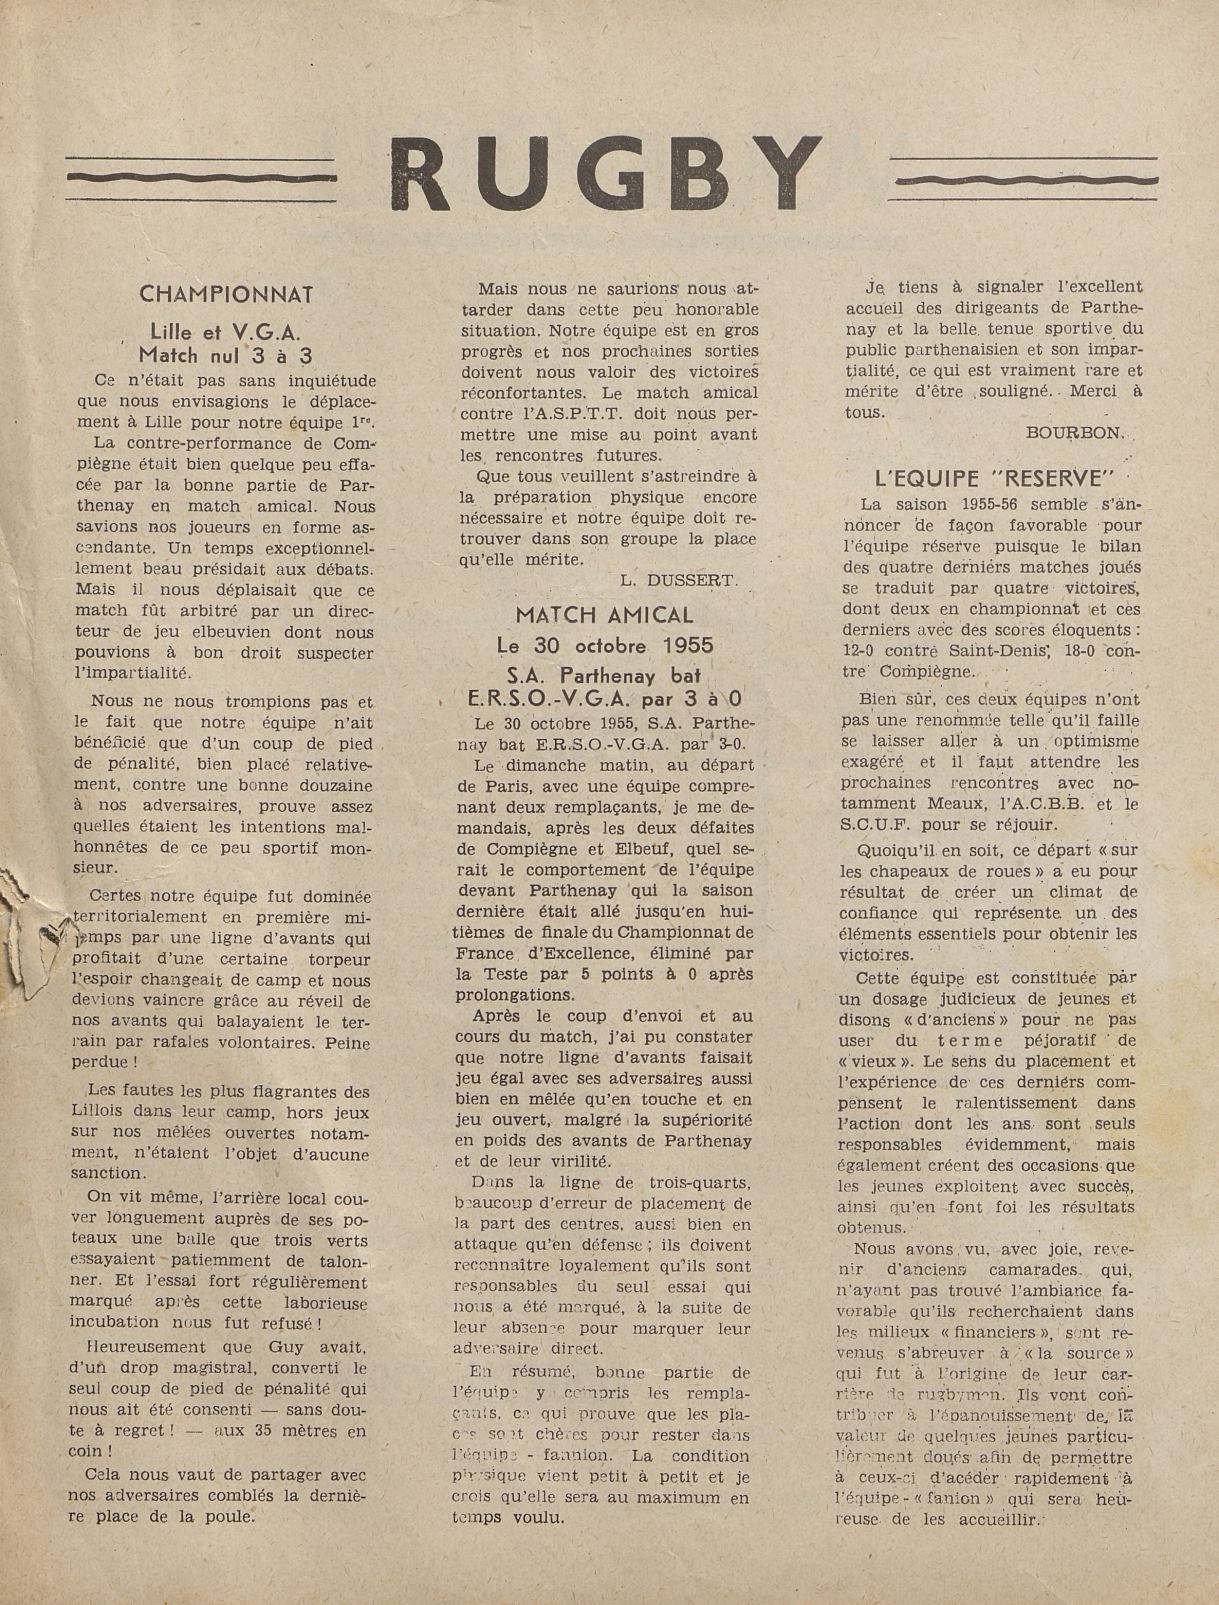 RUGBY
CHAMPIONNAT
Lille et V.G.A.
Match nul 3 à 3
Ce n'était pas sans inquiétude
que nous envisagions le déplace-
ment à Lille pour notre équipe 1re.
La contre-performance de Com-
piègne était bien quelque peu effa-
cée par la bonne partie de Par-
thenay en match amical. Nous
savions nos joueurs en forme as-
cendante. Un temps exceptionnel-
lement beau présidait aux débats.
Mais il nous déplaisait que ce
match fût arbitré par un direc-
teur de jeu elbeuvien dont nous
pouvions à bon droit suspecter
l'impartialité.
Nous ne nous trompions pas et
le fait que notre équipe n'ait
bénéficié que d'un coup de pied
de pénalité, bien placé relative-
ment, contre une bonne douzaine
à nos adversaires, prouve assez
quelles étaient les intentions mal-
honnêtes de ce peu sportif mon-
sieur.
Certes notre équipe fut dominée
territorialement en première mi-
temps par une ligne d'avants qui
profitait d'une certaine torpeur
l'espoir changeait de camp et nous
devions vaincre grâce au réveil de
nos avants qui balayaient le ter-
rain par rafales volontaires. Peine
perdue !
Les fautes les plus flagrantes des
Lillois dans leur camp, hors jeux
sur nos mêlées ouvertes notam-
ment, n'étaient l'objet d'aucune
sanction.
On vit même, l'arrière local cou-
ver longuement auprès de ses po-
teaux une balle que trois verts
essayaient patiemment de talon-
ner. Et l'essai fort régulièrement
marqué après cette laborieuse
incubation nous fut refusé !
Heureusement que Guy avait,
d'un drop magistral, converti le
seul coup de pied de pénalité qui
nous ait été consenti — sans dou-
te à regret ! — aux 35 mètres en
coin !
Cela nous vaut de partager avec
nos adversaires comblés la derniè-
re place de la poule.
Mais nous ne saurions nous at-
tarder dans cette peu honorable
situation. Notre équipe est en gros
progrès et nos prochaines sorties
doivent nous valoir des victoires
réconfortantes. Le match amical
contre l'A.S.P.T.T. doit nous per-
mettre une mise au point avant
les rencontres futures.
Que tous veuillent s'astreindre à
la préparation physique encore
nécessaire et notre équipe doit re-
trouver dans son groupe la place
qu'elle mérite.
L. DUSSERT.
MATCH AMICAL
Le 30 octobre 1955
S.A. Parthenay bat
E.R.S.O.-V.G.A. par 3 à 0
Le 30 octobre 1955, S.A. Parthe-
nay bat E.R.S.O.-V.G.A. par 3-0.
Le dimanche matin, au départ
de Paris, avec une équipe compre-
nant deux remplaçants, je me de-
mandais, après les deux défaites
de Compiègne et Elbeuf, quel se-
rait le comportement de l'équipe
devant Parthenay qui la saison
dernière était allé jusqu'en hui-
tièmes de finale du Championnat de
France d'Excellence, éliminé par
la Teste par 5 points à 0 après
prolongations.
Après le coup d'envoi et au
cours du match, j'ai pu constater
que notre ligne d'avants faisait
jeu égal avec ses adversaires aussi
bien en mêlée qu'en touche et en
jeu ouvert, malgré la supériorité
en poids des avants de Parthenay
et de leur virilité.
Dans la ligne de trois-quarts,
beaucoup d'erreur de placement de
la part des centres, aussi bien en
attaque qu'en défense ; ils doivent
reconnaitre loyalement qu'ils sont
responsables du seul essai qui
nous a été marqué, à la suite de
leur absence pour marquer leur
adversaire direct.
En résumé, bonne partie de
l'équipe y compris les rempla-
çants, ce qui prouve que les pla-
ces sont chères pour rester dans
l'équipe - fannion. La condition
physique vient petit à petit et je
crois qu'elle sera au maximum en
temps voulu.
Je tiens à signaler l'excellent
accueil des dirigeants de Parthe-
nay et la belle tenue sportive du
public parthenaisien et son impar-
tialité, ce qui est vraiment rare et
mérite d'être souligné. Merci à
tous.
BOURBON.
L'EQUIPE "RESERVE"
La saison 1955-56 semble s'an-
noncer de façon favorable pour
l'équipe réserve puisque le bilan
des quatre derniers matches joués
se traduit par quatre victoires,
dont deux en championnat et ces
derniers avec des scores éloquents :
12-0 contre Saint-Denis, 18-0 con-
tre Compiègne.
Bien sûr, ces deux équipes n'ont
pas une renommée telle qu'il faille
se laisser aller à un optimisme
exagéré et il faut attendre les
prochaines rencontres avec no-
tamment Meaux, l'A.C.B.B. et le
S.C.U.F. pour se réjouir.
Quoiqu'il en soit, ce départ « sur
les chapeaux de roues » a eu pour
résultat de créer un climat de
confiance qui représente un des
éléments essentiels pour obtenir les
victoires.
Cette équipe est constituée par
un dosage judicieux de jeunes et
disons « d'anciens » pour ne pas
user du terme péjoratif de
« vieux ». Le sens du placement et
l'expérience de ces derniérs com-
pensent le ralentissement dans
l'action dont les ans sont seuls
responsables évidemment, mais
également créent des occasions que
les jeunes exploitent avec succès,
ainsi qu'en font foi les résultats
obtenus.
Nous avons vu, avec joie, reve-
nir d'anciens camarades qui,
n'ayant pas trouvé l'ambiance fa-
vorable qu'ils recherchaient dans
les milieux « financiers », sont re-
venus s'abreuver à « la source »
qui fut à l'origine de leur car-
rière de rugbymen. Ils vont con-
tribuer à l'épanouissement de la
valeur de quelques jeunes particu-
lièrement doués afin de permettre
à ceux-ci d'acéder rapidement à
l'équipe - « fanion » qui sera heu-
reuse de les accueillir.